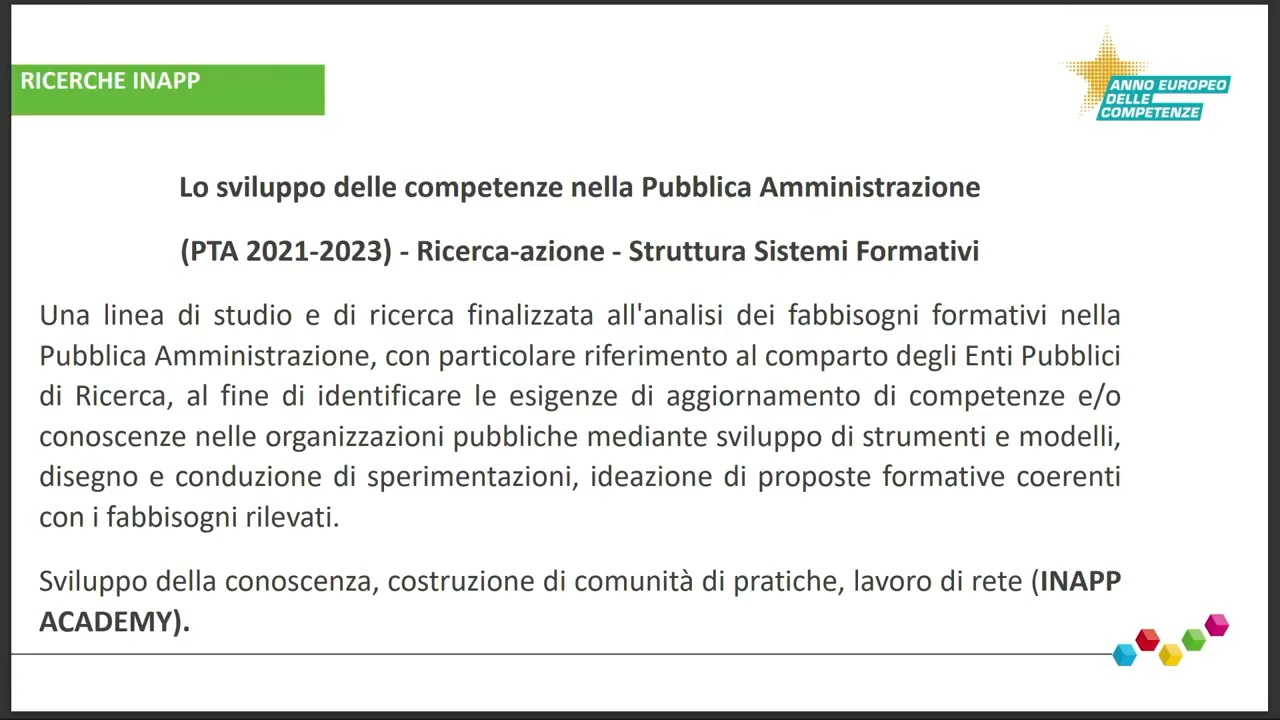 RICERCHE INAPP
ANNO EUROPEO
DELLE
COMPETENZE
Lo sviluppo delle competenze nella Pubblica Amministrazione
(PTA 2021-2023) - Ricerca-azione - Struttura Sistemi Formativi
Una linea di studio e di ricerca finalizzata all'analisi dei fabbisogni formativi nella
Pubblica Amministrazione, con particolare riferimento al comparto degli Enti Pubblici
di Ricerca, al fine di identificare le esigenze di aggiornamento di competenze e/o
conoscenze nelle organizzazioni pubbliche mediante sviluppo di strumenti e modelli,
disegno e conduzione di sperimentazioni, ideazione di proposte formative coerenti
con i fabbisogni rilevati.
Sviluppo della conoscenza, costruzione di comunità di pratiche, lavoro di rete (INAPP
ACADEMY).